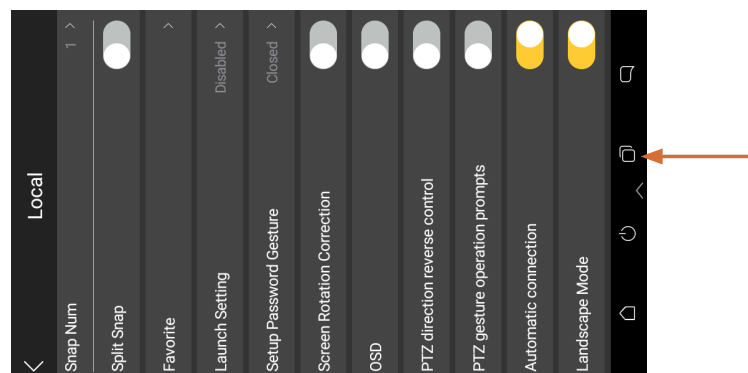 Local
Snap Num 1
Split Snap
Favorite
Launch Setting Disabled
Setup Password Gesture Closed
Screen Rotation Correction
OSD
PTZ direction reverse control
PTZ gesture operation prompts
Automatic connection
Landscape Mode